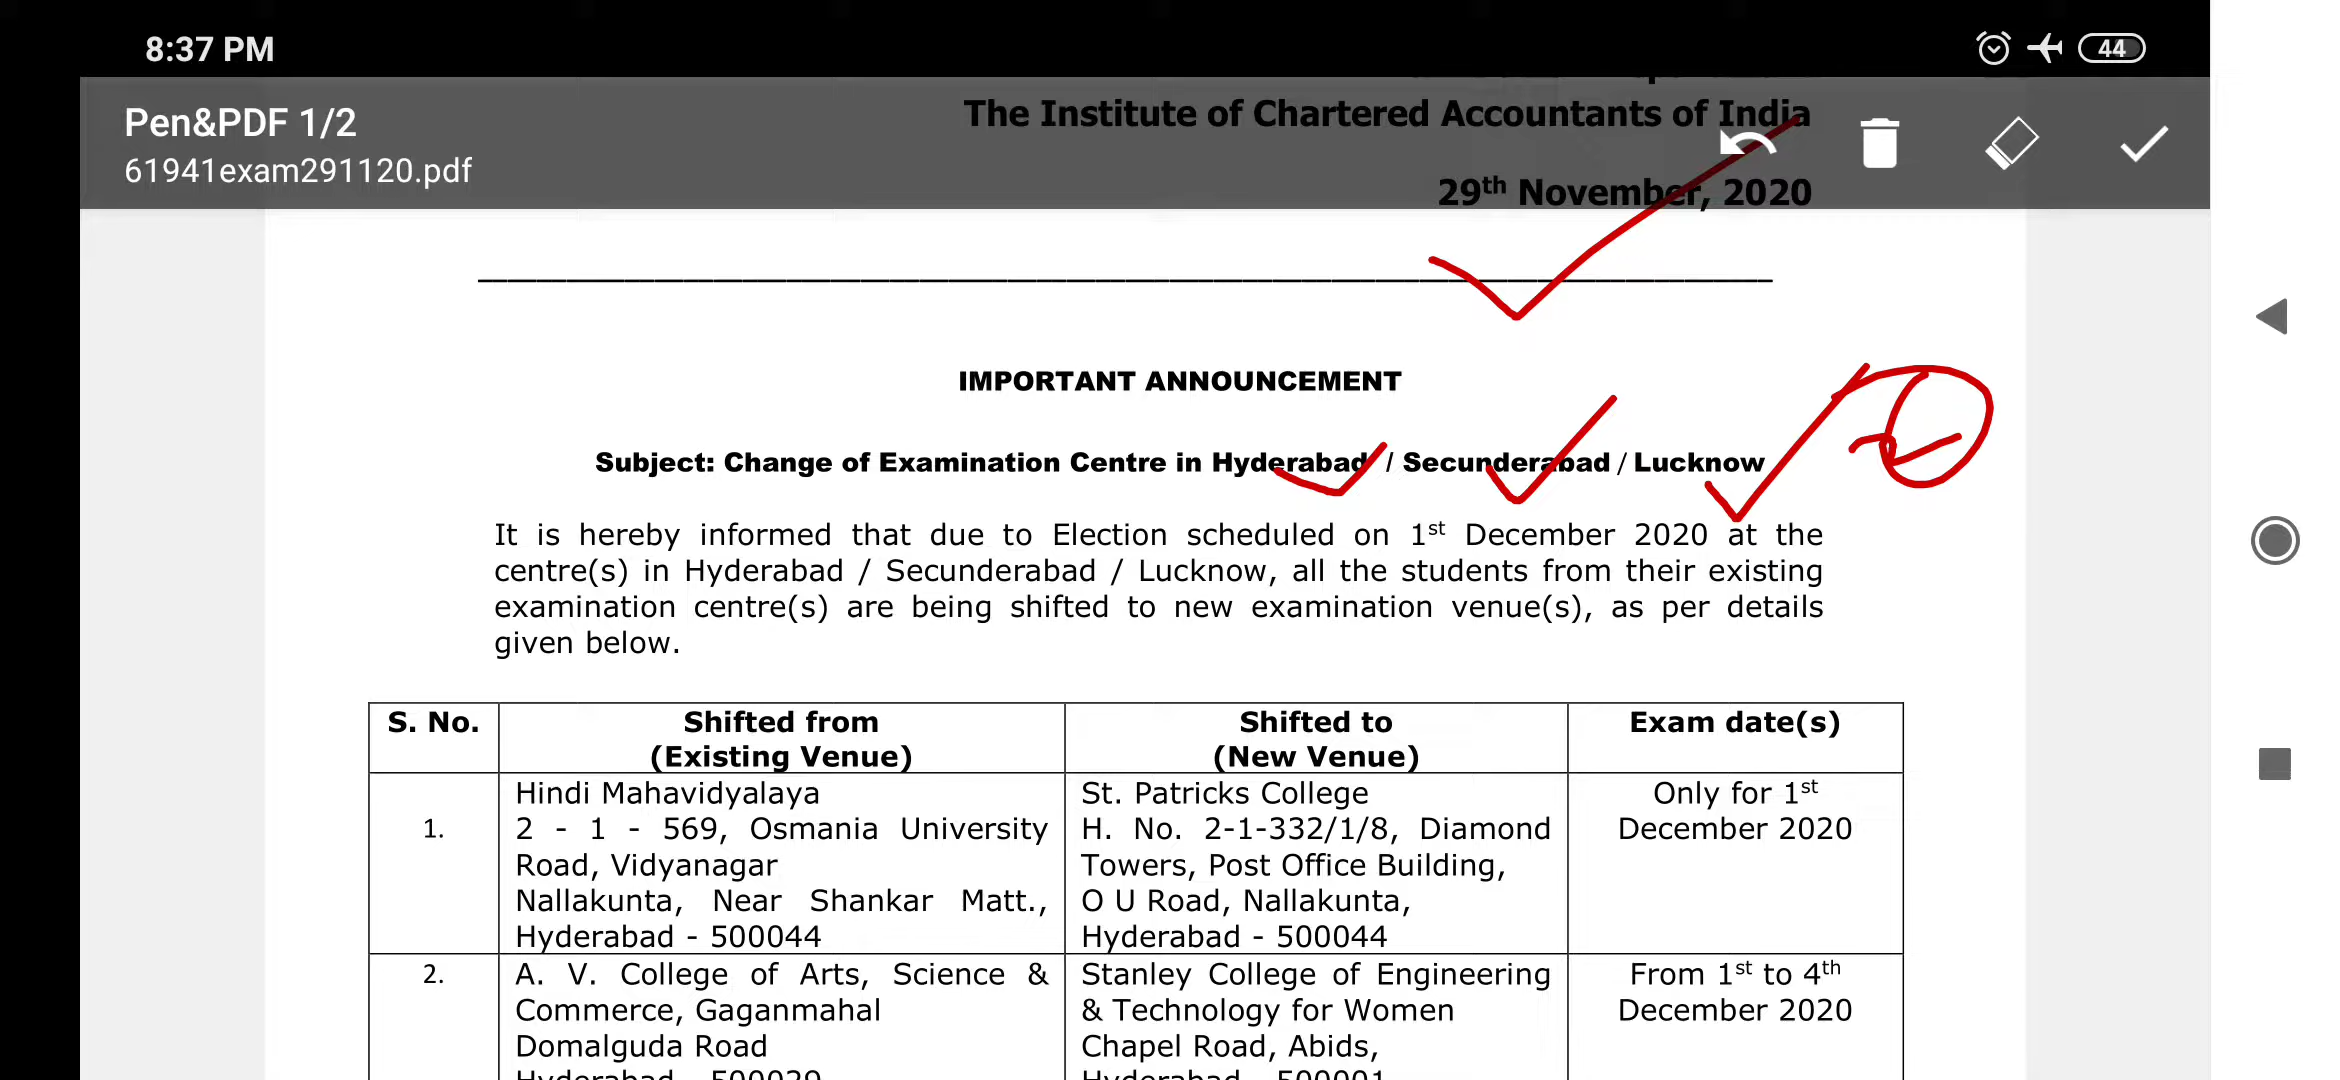 8:37 PM
44
Pen&PDF 1/2
61941exam291120.pdf
The Institute of Chartered Accountants of India
29th November, 2020
IMPORTANT ANNOUNCEMENT
Subject: Change of Examination Centre in Hyderabad / Secunderabad / Lucknow
It is hereby informed that due to Election scheduled on 1st December 2020 at the
centre(s) in Hyderabad / Secunderabad / Lucknow, all the students from their existing
examination centre(s) are being shifted to new examination venue(s), as per details
given below.
S. No.
Shifted from
(Existing Venue)
Shifted to
(New Venue)
Exam date(s)
1.
Hindi Mahavidyalaya
2 - 1 - 569, Osmania University
Road, Vidyanagar
Nallakunta, Near Shankar Matt.,
Hyderabad - 500044
St. Patricks College
H. No. 2-1-332/1/8, Diamond
Towers, Post Office Building,
O U Road, Nallakunta,
Hyderabad - 500044
Only for 1st
December 2020
2.
A. V. College of Arts, Science &
Commerce, Gaganmahal
Domalguda Road
Hyderabad - 500029
Stanley College of Engineering
& Technology for Women
Chapel Road, Abids,
Hyderabad - 500001
From 1st to 4th
December 2020